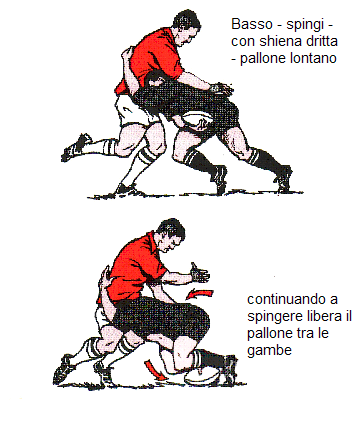 Basso - spingi -
con shiena dritta
- pallone lontano
continuando a
spingere libera il
pallone tra le
gambe